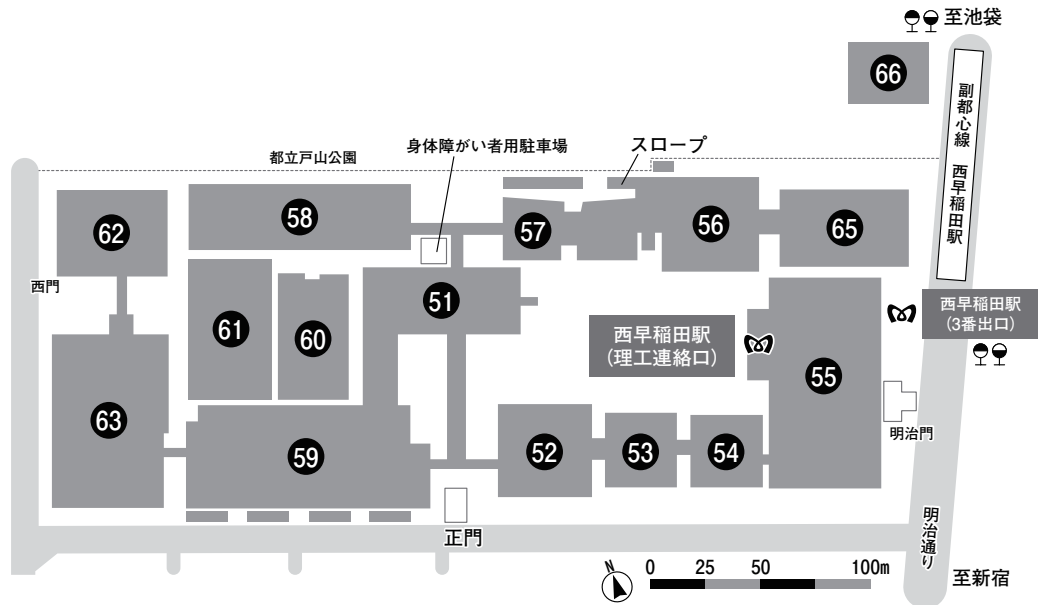 至池袋
66
副都心線 西早稲田駅
都立戸山公園
身体障がい者用駐車場
スロープ
62
58
57
56
65
西門
51
61
60
西早稲田駅
(理工連絡口)
西早稲田駅
(3番出口)
55
63
明治門
59
52
53
54
正門
明治通り
N
0 25 50 100m
至新宿